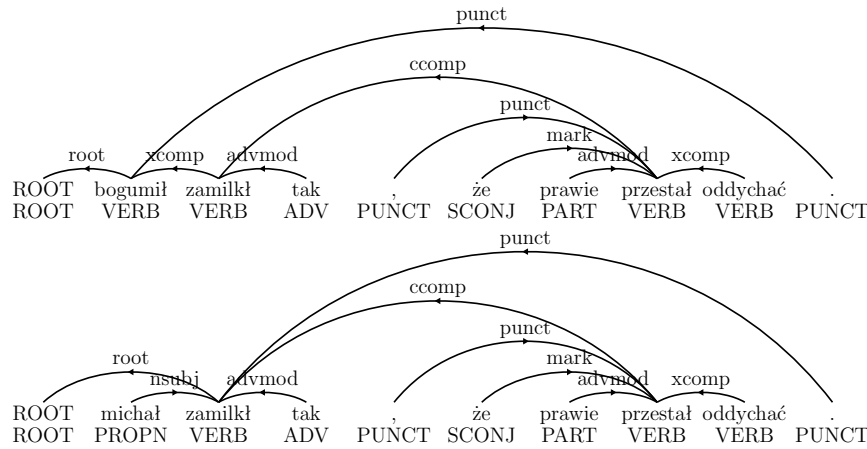 punct
ccomp
punct
mark
root xcomp advmod advmod xcomp
ROOT bogumił zamilkł tak , że prawie przestał oddychać .
ROOT VERB VERB ADV PUNCT SCONJ PART VERB VERB PUNCT
punct
ccomp
punct
root mark
nsubj advmod advmod xcomp
ROOT michał zamilkł tak , że prawie przestał oddychać .
ROOT PROPN VERB ADV PUNCT SCONJ PART VERB VERB PUNCT